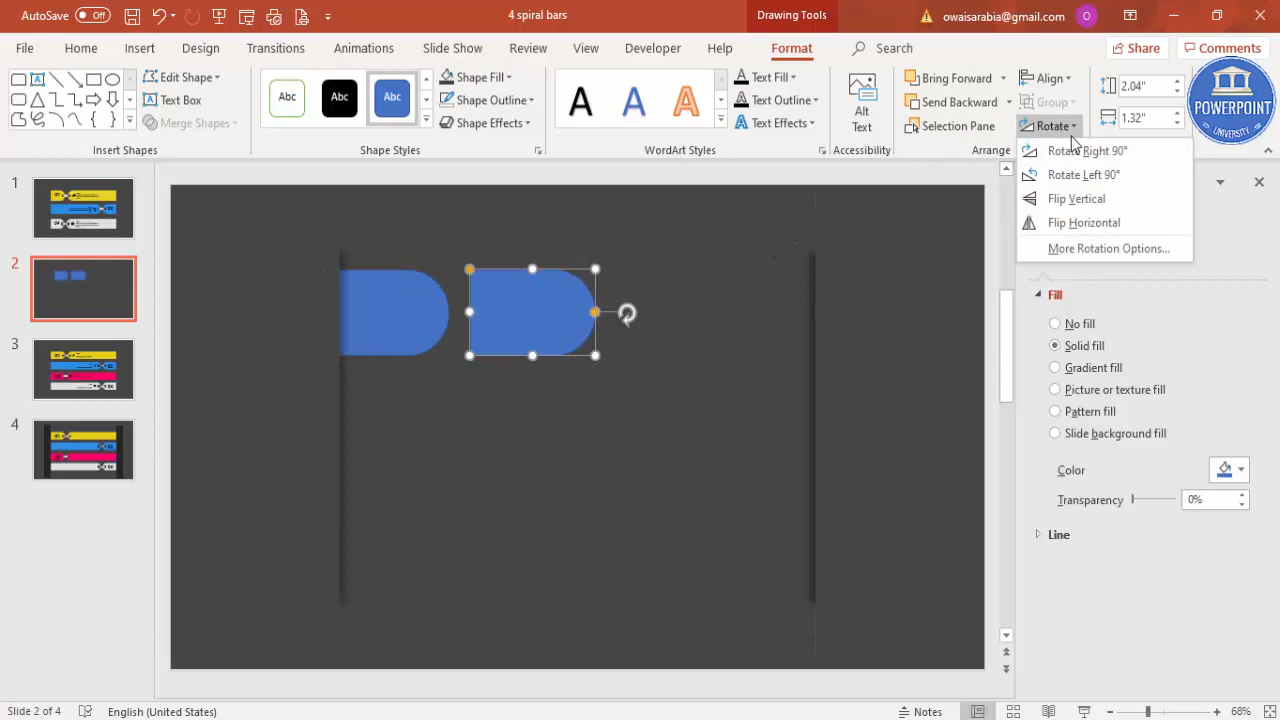 AutoSave Off 4 spiral bars Drawing Tools owaisarabia@gmail.com O
File Home Insert Design Transitions Animations Slide Show Review View Developer Help Format Search Share Comments
Edit Shape
Text Box
Merge Shapes
Insert Shapes
Abc Abc Abc
Shape Fill
Shape Outline
Shape Effects
Shape Styles
A A A
Text Fill
Text Outline
Text Effects
WordArt Styles
Alt
Text
Accessibility
Bring Forward
Send Backward
Selection Pane
Align
Group
Rotate
Arrange
2.04"
1.32"
POWERPOINT
UNIVERSITY
Rotate Right 90°
Rotate Left 90°
Flip Vertical
Flip Horizontal
More Rotation Options...
1
2
3
4
Fill
No fill
Solid fill
Gradient fill
Picture or texture fill
Pattern fill
Slide background fill
Color
Transparency 0%
Line
Slide 2 of 4 English (United States) Notes 68%